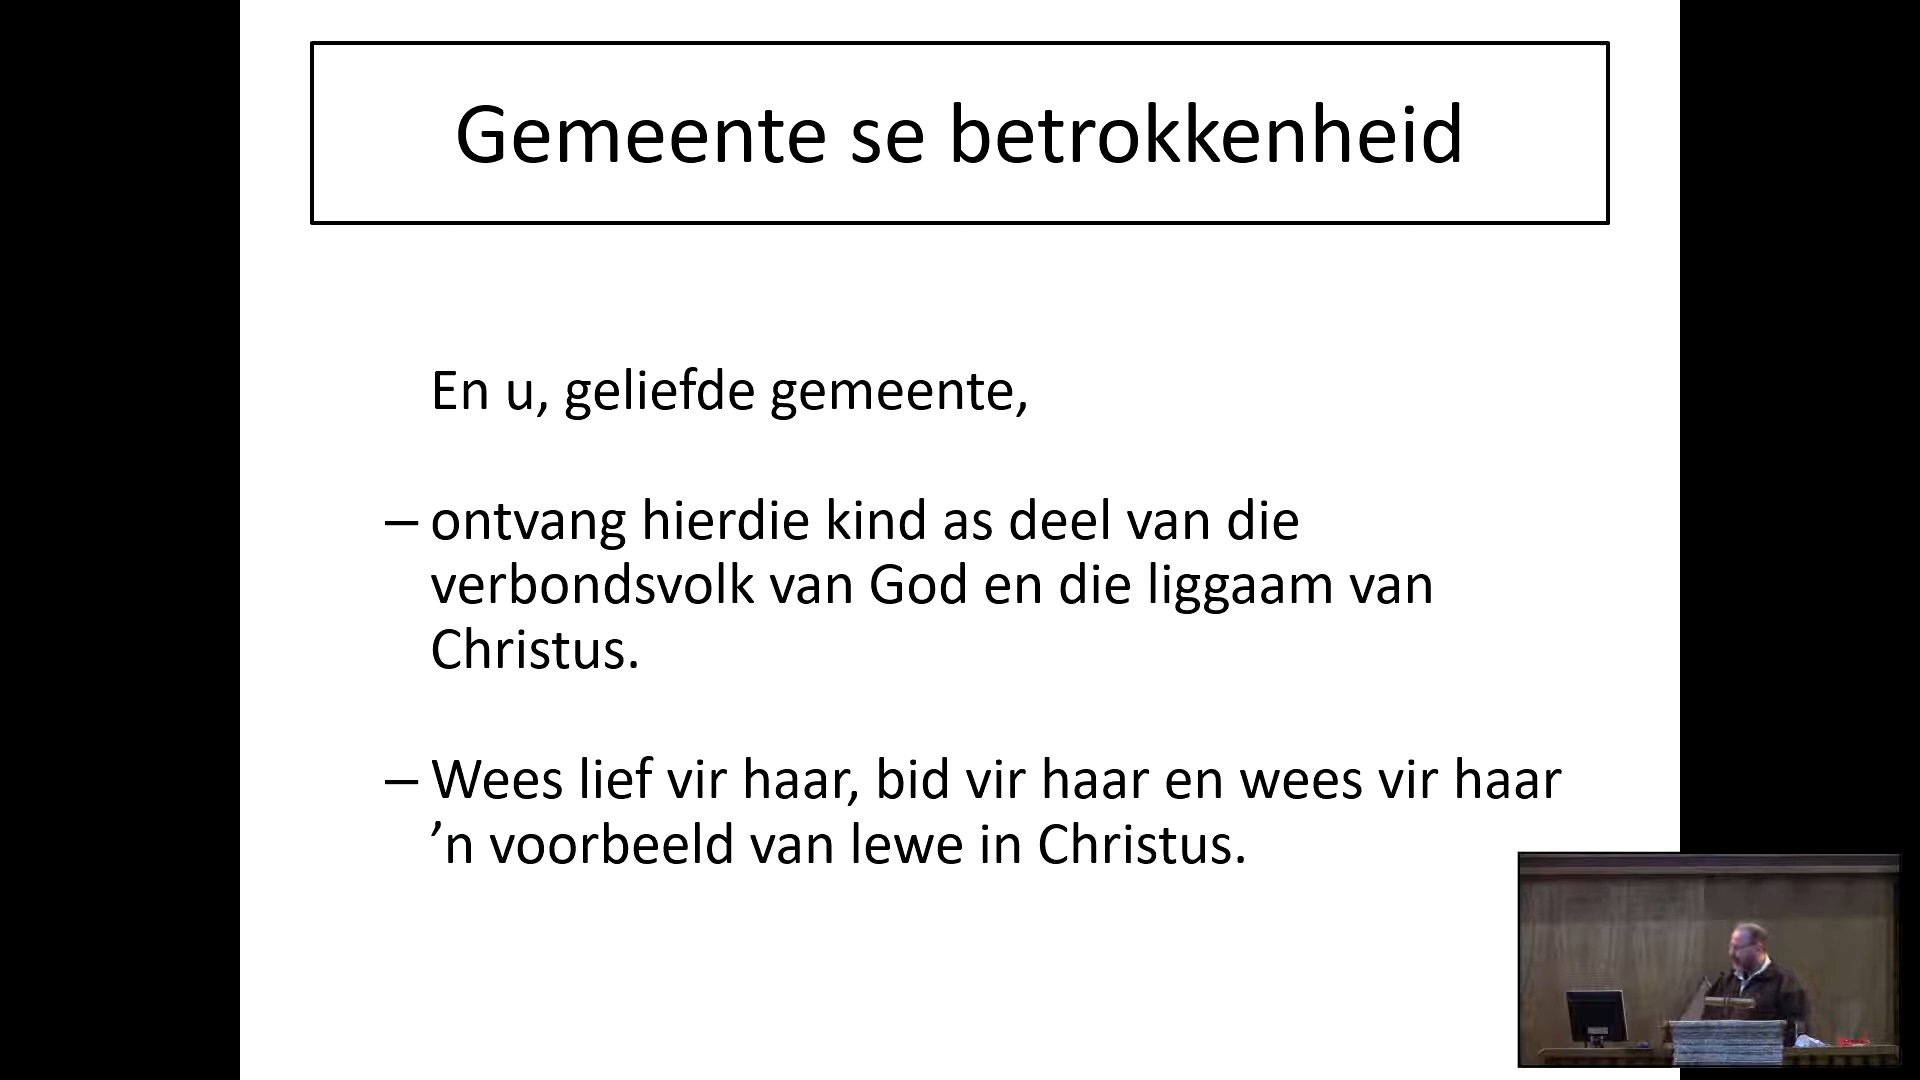 Gemeente se betrokkenheid
En u, geliefde gemeente,
– ontvang hierdie kind as deel van die
verbondsvolk van God en die liggaam van
Christus.
– Wees lief vir haar, bid vir haar en wees vir haar
’n voorbeeld van lewe in Christus.